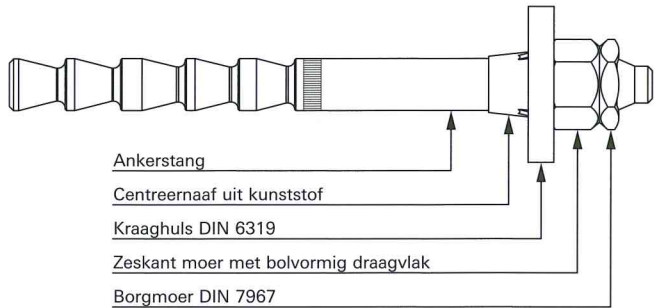 Ankerstang
Centreernaaf uit kunststof
Kraaghuls DIN 6319
Zeskant moer met bolvormig draagvlak
Borgmoer DIN 7967